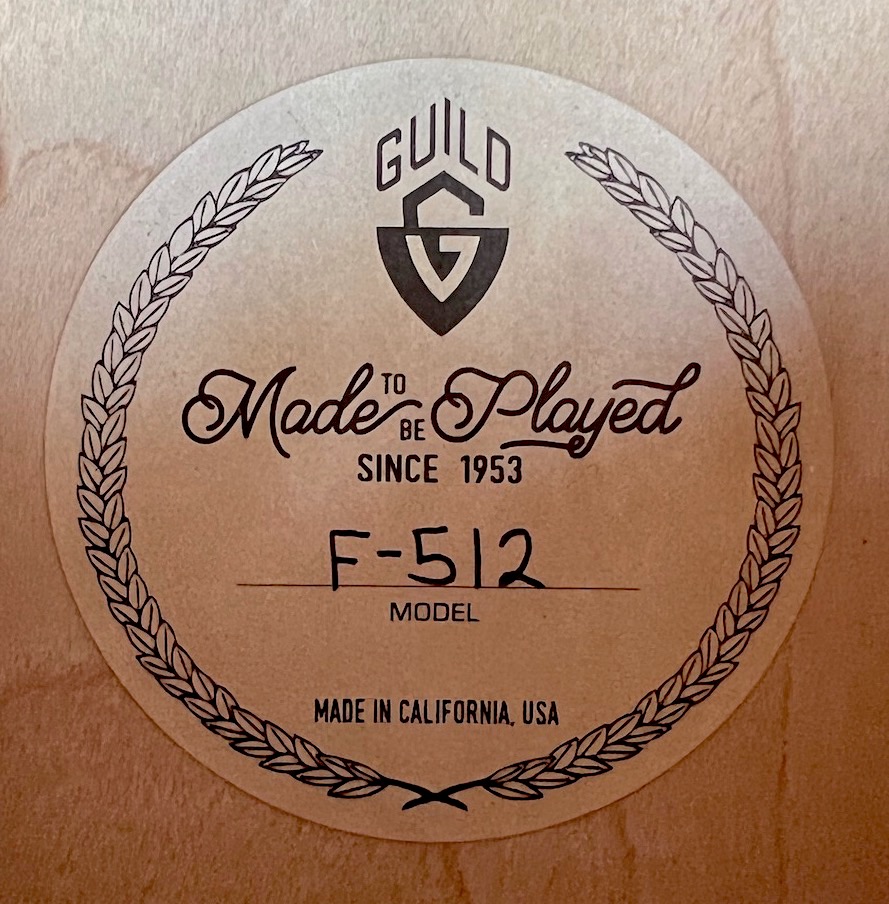 GUILD
G
Made TO BE Played
SINCE 1953
F-512
MODEL
MADE IN CALIFORNIA, USA